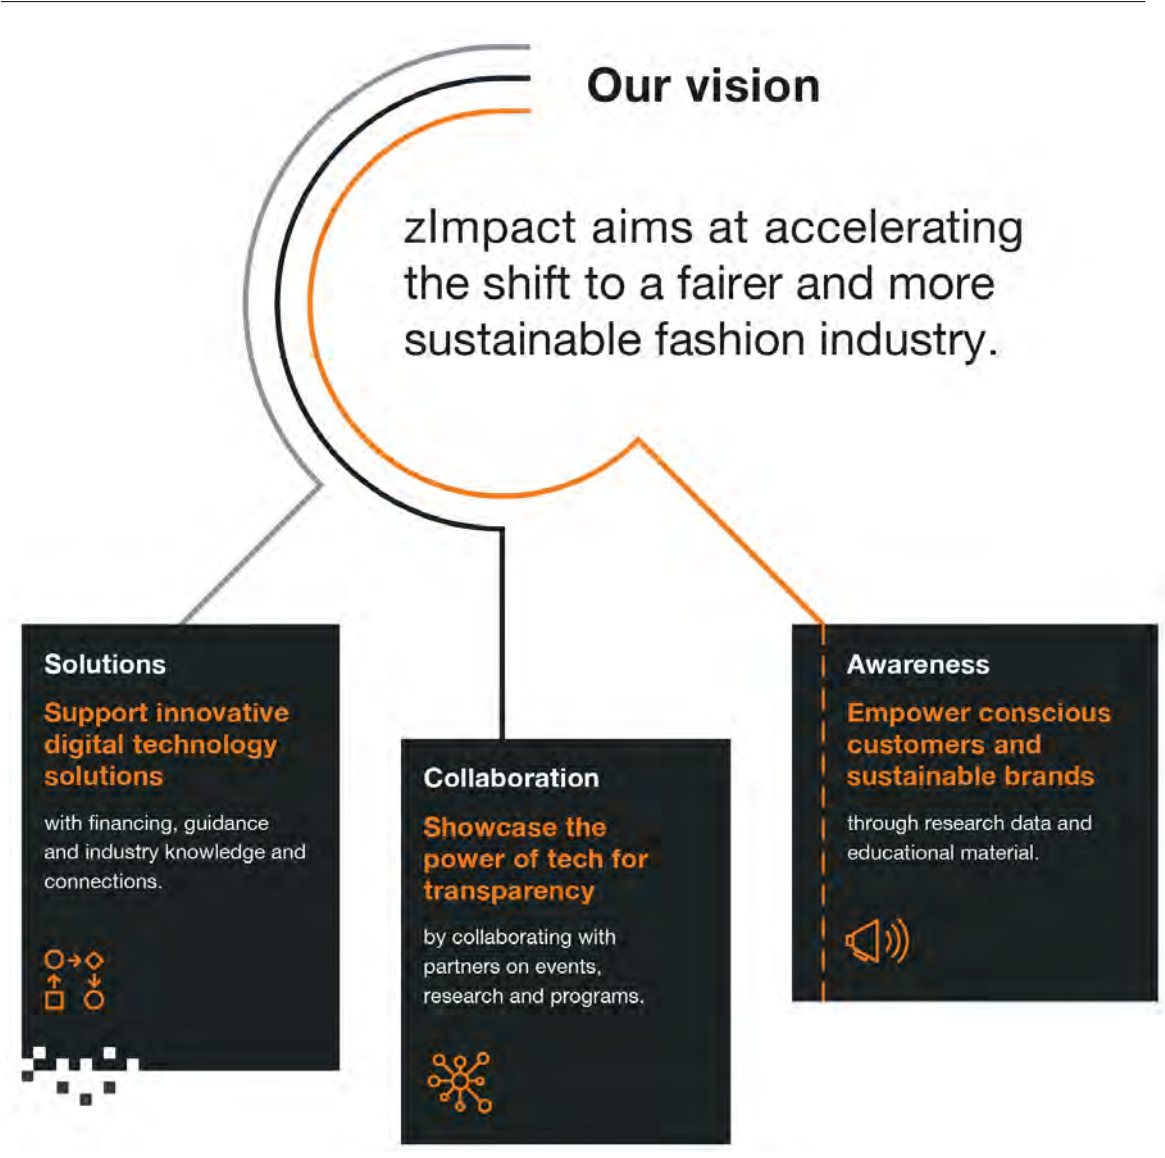 Our vision
zImpact aims at accelerating
the shift to a fairer and more
sustainable fashion industry.
Solutions
Support innovative
digital technology
solutions
with financing, guidance
and industry knowledge and
connections.
Collaboration
Showcase the
power of tech for
transparency
by collaborating with
partners on events,
research and programs.
Awareness
Empower conscious
customers and
sustainable brands
through research data and
educational material.